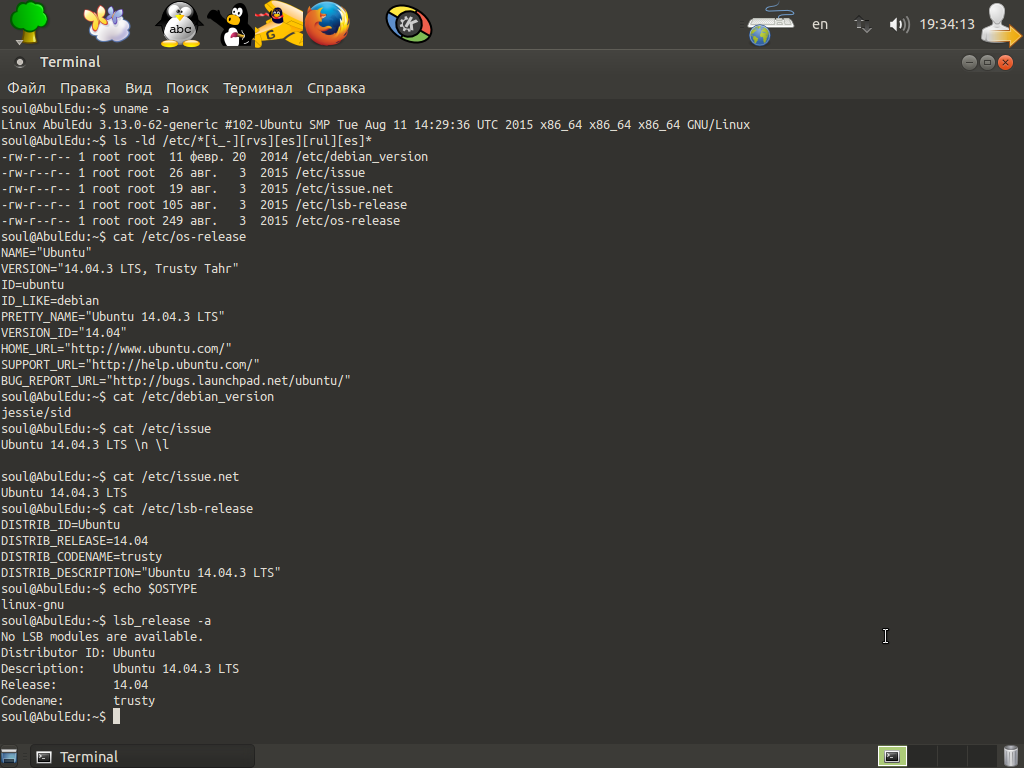 abc
G
en
19:34:13
Terminal
Файл Правка Вид Поиск Терминал Справка
soul@AbulEdu:~$ uname -a
Linux AbulEdu 3.13.0-62-generic #102-Ubuntu SMP Tue Aug 11 14:29:36 UTC 2015 x86_64 x86_64 x86_64 GNU/Linux
soul@AbulEdu:~$ ls -ld /etc/*[i_-][rvs][es][rul][es]*
-rw-r--r-- 1 root root  11 февр. 20  2014 /etc/debian_version
-rw-r--r-- 1 root root  26 авг.   3  2015 /etc/issue
-rw-r--r-- 1 root root  19 авг.   3  2015 /etc/issue.net
-rw-r--r-- 1 root root 105 авг.   3  2015 /etc/lsb-release
-rw-r--r-- 1 root root 249 авг.   3  2015 /etc/os-release
soul@AbulEdu:~$ cat /etc/os-release
NAME="Ubuntu"
VERSION="14.04.3 LTS, Trusty Tahr"
ID=ubuntu
ID_LIKE=debian
PRETTY_NAME="Ubuntu 14.04.3 LTS"
VERSION_ID="14.04"
HOME_URL="http://www.ubuntu.com/"
SUPPORT_URL="http://help.ubuntu.com/"
BUG_REPORT_URL="http://bugs.launchpad.net/ubuntu/"
soul@AbulEdu:~$ cat /etc/debian_version
jessie/sid
soul@AbulEdu:~$ cat /etc/issue
Ubuntu 14.04.3 LTS \n \l
soul@AbulEdu:~$ cat /etc/issue.net
Ubuntu 14.04.3 LTS
soul@AbulEdu:~$ cat /etc/lsb-release
DISTRIB_ID=Ubuntu
DISTRIB_RELEASE=14.04
DISTRIB_CODENAME=trusty
DISTRIB_DESCRIPTION="Ubuntu 14.04.3 LTS"
soul@AbulEdu:~$ echo $OSTYPE
linux-gnu
soul@AbulEdu:~$ lsb_release -a
No LSB modules are available.
Distributor ID: Ubuntu
Description:    Ubuntu 14.04.3 LTS
Release:        14.04
Codename:       trusty
soul@AbulEdu:~$
Terminal